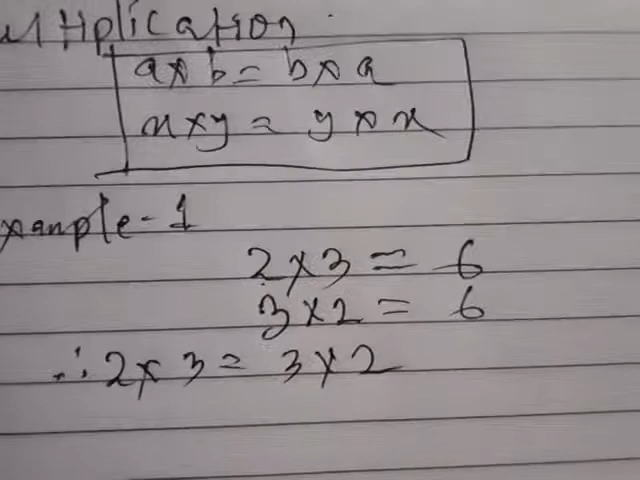 ultiplication
a×b = b×a
x×y = y×x
xample-1
2×3 = 6
3×2 = 6
∴ 2×3 = 3×2